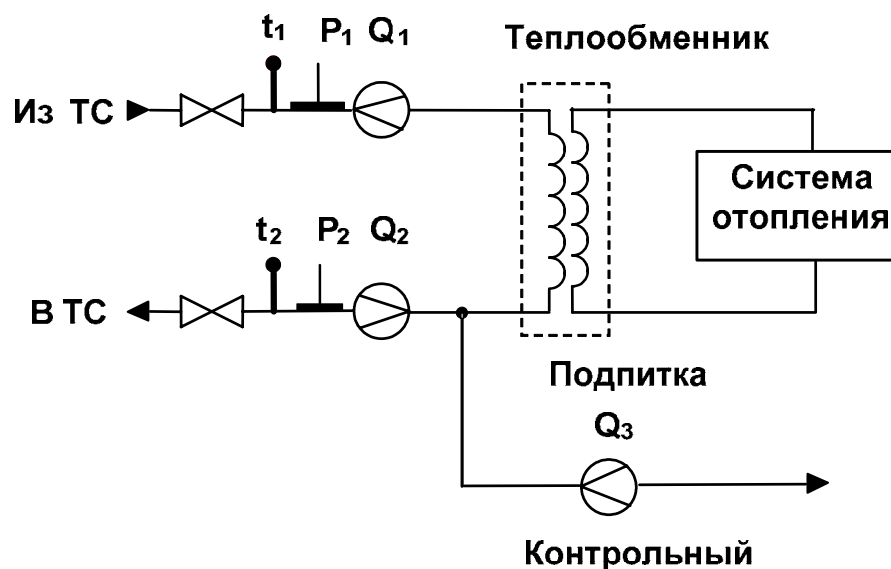 t₁ P₁ Q₁ Теплообменник
Из ТС
Система
отопления
t₂ P₂ Q₂
В ТС
Подпитка
Q₃
Контрольный